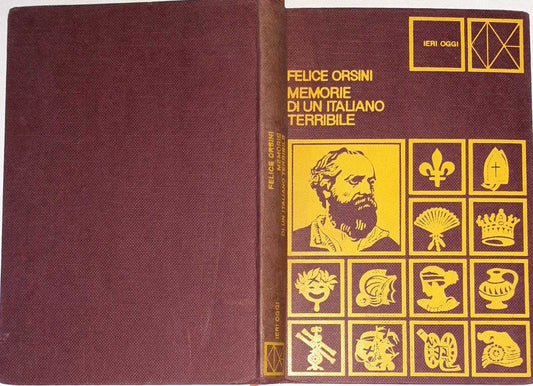 IERI OGGI
FELICE ORSINI
MEMORIE
DI UN ITALIANO
TERRIBILE
FELICE ORSINI
MEMORIE
DI UN ITALIANO TERRIBILE
IERI OGGI